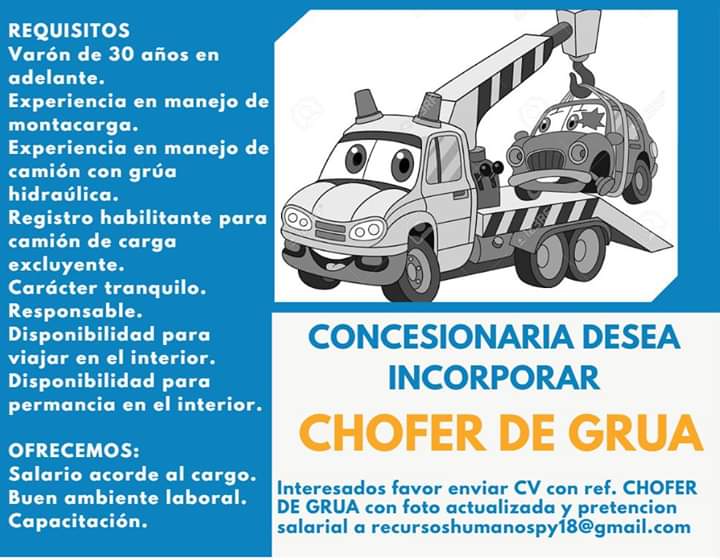 REQUISITOS
Varón de 30 años en
adelante.
Experiencia en manejo de
montacarga.
Experiencia en manejo de
camión con grúa
hidraúlica.
Registro habilitante para
camión de carga
excluyente.
Carácter tranquilo.
Responsable.
Disponibilidad para
viajar en el interior.
Disponibilidad para
permancia en el interior.
OFRECEMOS:
Salario acorde al cargo.
Buen ambiente laboral.
Capacitación.
CONCESIONARIA DESEA
INCORPORAR
CHOFER DE GRUA
Interesados favor enviar CV con ref. CHOFER
DE GRUA con foto actualizada y pretencion
salarial a recursoshumanospy18@gmail.com